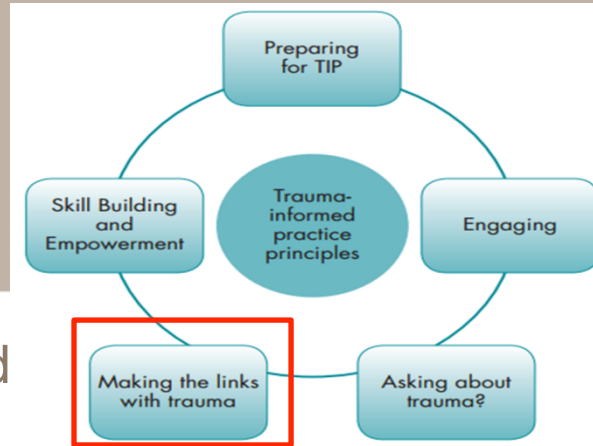 Preparing
for TIP
Skill Building
and
Empowerment
Trauma-
informed
practice
principles
Engaging
d
Making the links
with trauma
Asking about
trauma?